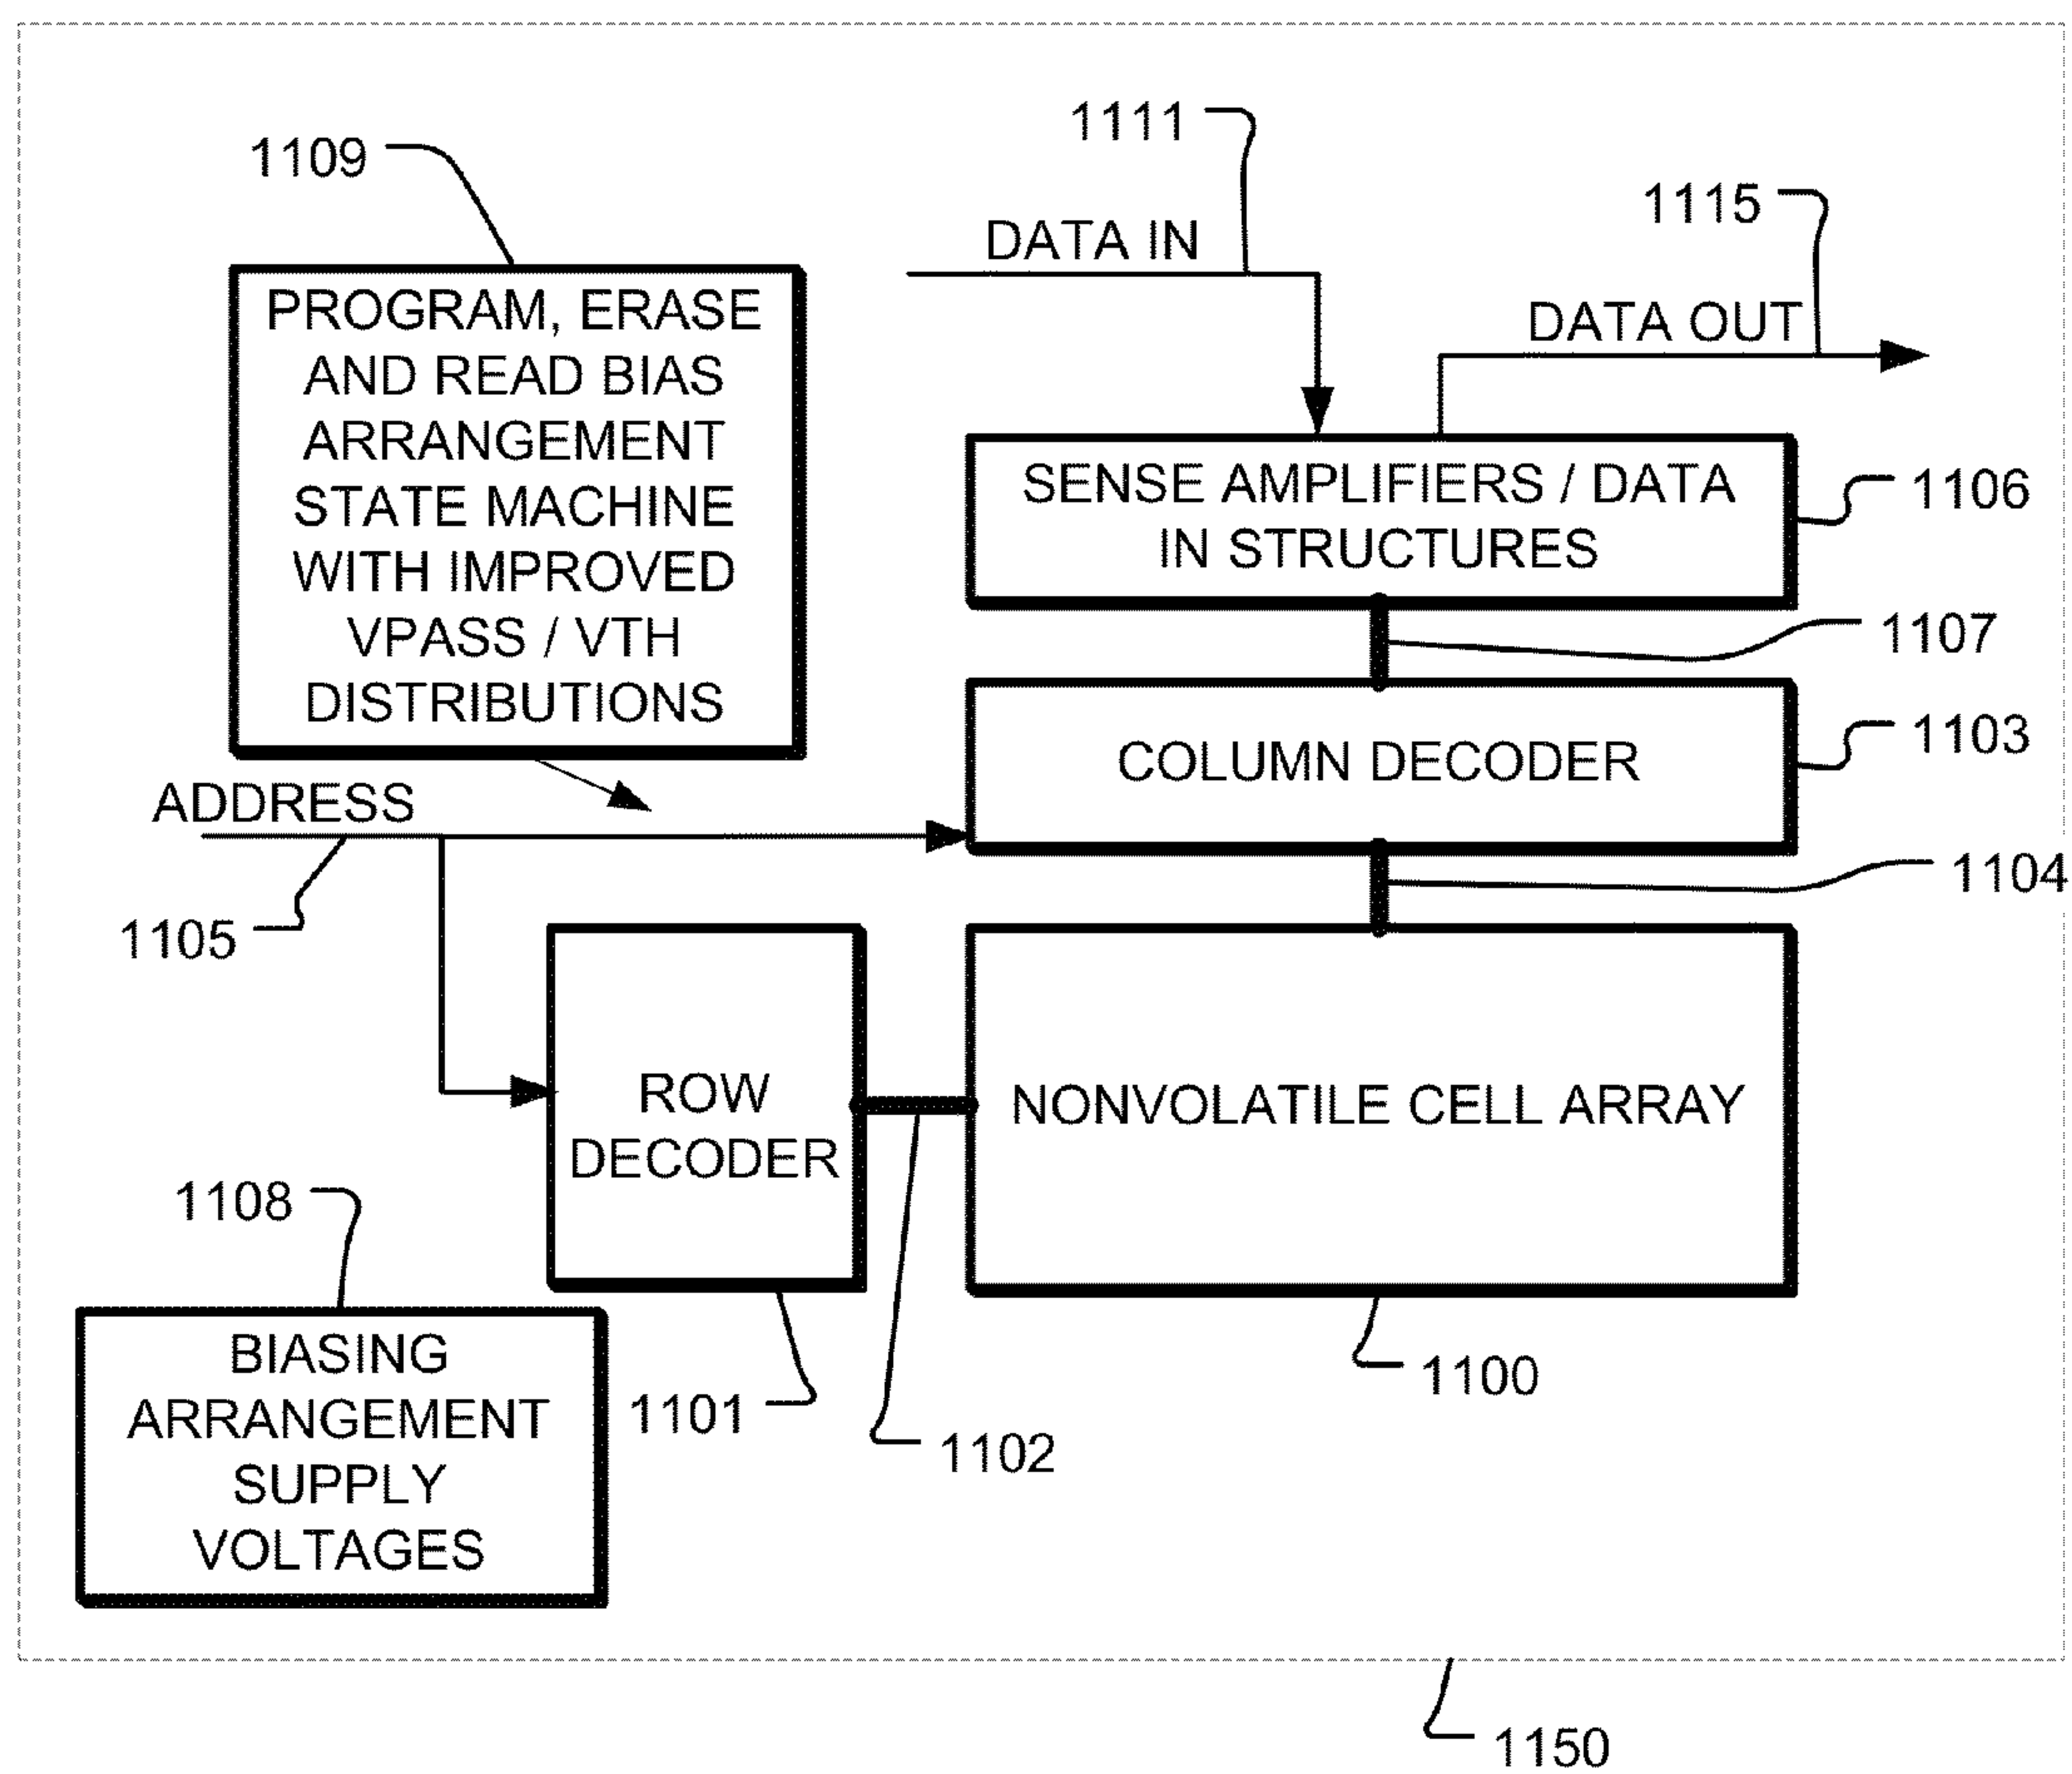 1111
1109
1115
DATA IN
PROGRAM, ERASE
AND READ BIAS
ARRANGEMENT
STATE MACHINE
WITH IMPROVED
VPASS / VTH
DISTRIBUTIONS
DATA OUT
SENSE AMPLIFIERS / DATA
IN STRUCTURES
1106
1107
COLUMN DECODER
1103
ADDRESS
1104
1105
ROW
DECODER
NONVOLATILE CELL ARRAY
1108
BIASING
ARRANGEMENT
SUPPLY
VOLTAGES
1101
1102
1100
1150